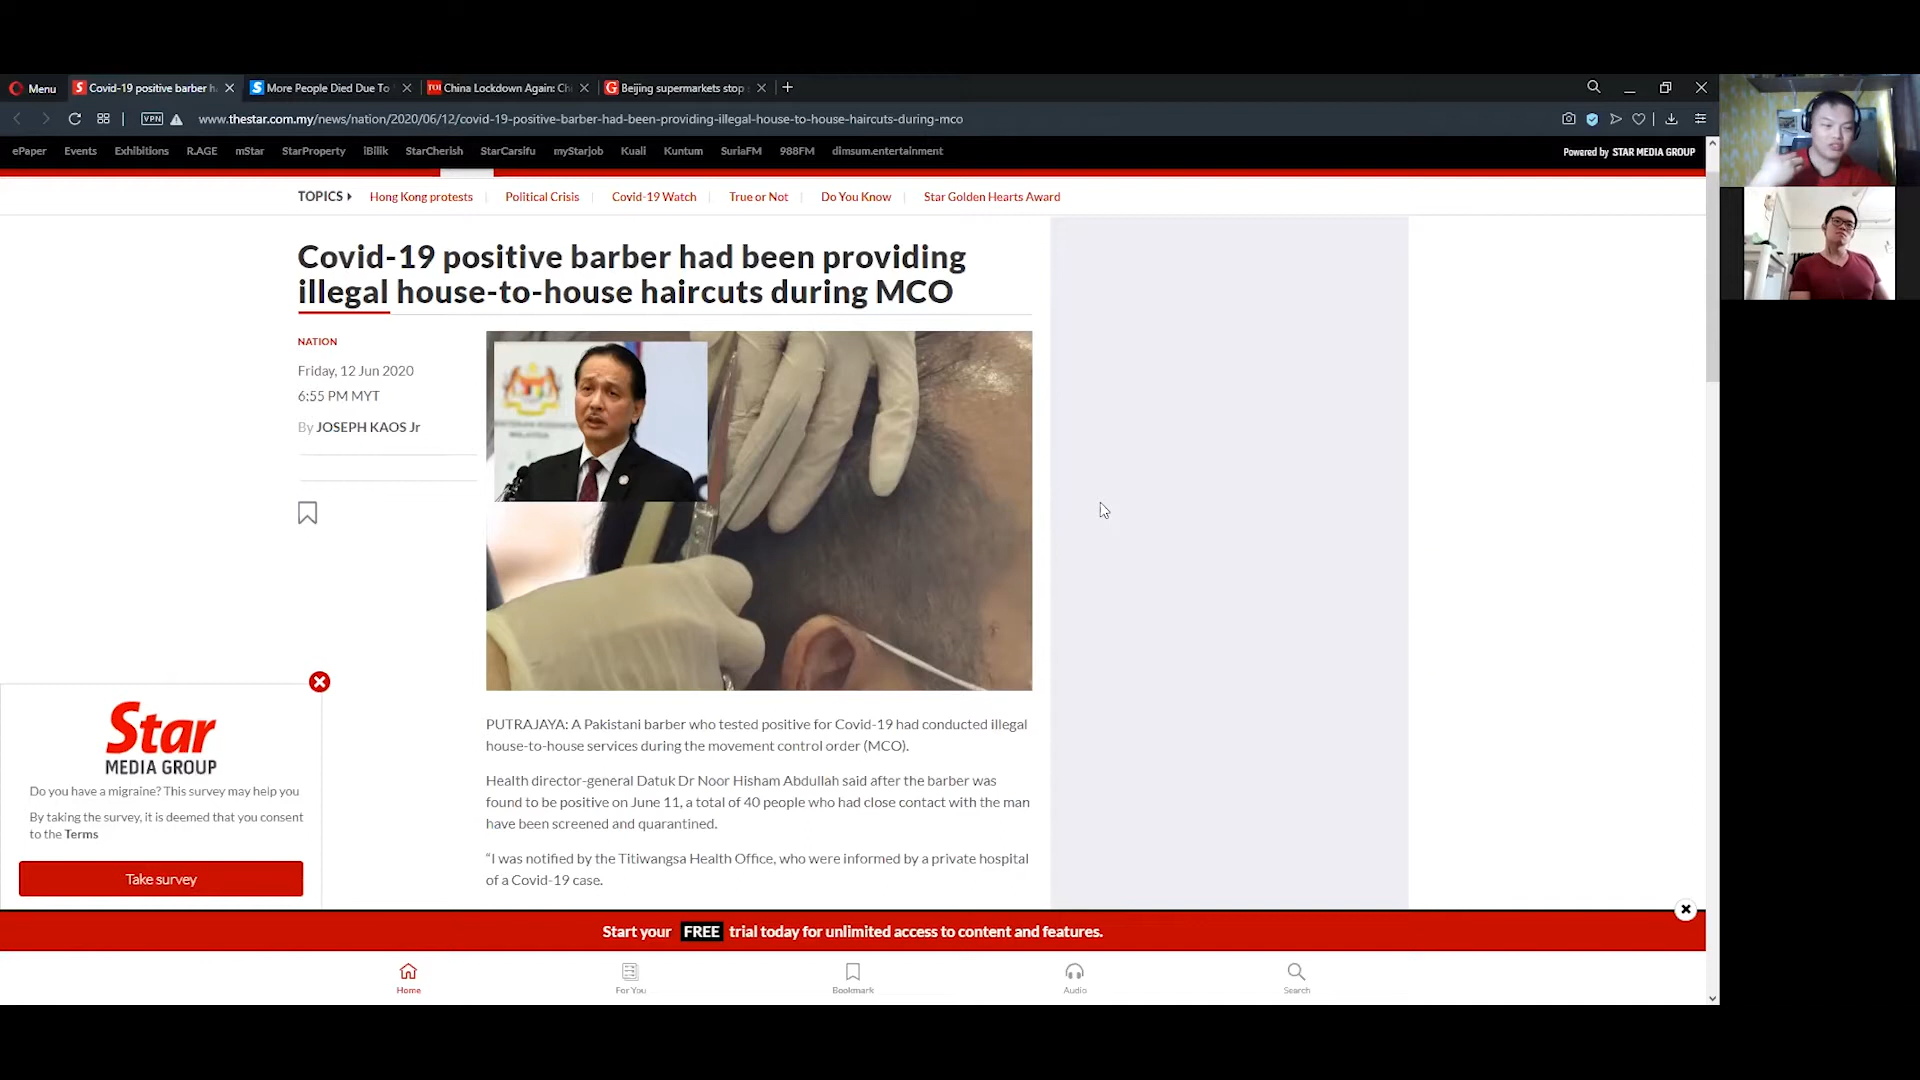 Menu
Covid-19 positive barber h
More People Died Due To
TOI China Lockdown Again: Ch
Beijing supermarkets stop
VPN
www.thestar.com.my/news/nation/2020/06/12/covid-19-positive-barber-had-been-providing-illegal-house-to-house-haircuts-during-mco
ePaper Events Exhibitions R.AGE mStar StarProperty iBilik StarCherish StarCarsifu myStarjob Kuali Kuntum SuriaFM 988FM dimsum.entertainment
Powered by STAR MEDIA GROUP
TOPICS Hong Kong protests Political Crisis Covid-19 Watch True or Not Do You Know Star Golden Hearts Award
Covid-19 positive barber had been providing
illegal house-to-house haircuts during MCO
NATION
Friday, 12 Jun 2020
6:55 PM MYT
By JOSEPH KAOS Jr
MALAYSIA
PUTRAJAYA: A Pakistani barber who tested positive for Covid-19 had conducted illegal
house-to-house services during the movement control order (MCO).
Health director-general Datuk Dr Noor Hisham Abdullah said after the barber was
found to be positive on June 11, a total of 40 people who had close contact with the man
have been screened and quarantined.
“I was notified by the Titiwangsa Health Office, who were informed by a private hospital
of a Covid-19 case.
Star
MEDIA GROUP
Do you have a migraine? This survey may help you
By taking the survey, it is deemed that you consent
to the Terms
Take survey
Start your FREE trial today for unlimited access to content and features.
Home
For You
Bookmark
Audio
Search